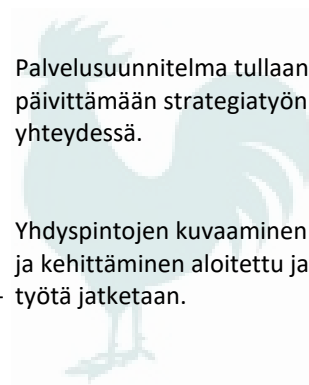 Palvelusuunnitelma tullaan
päivittämään strategiatyön
yhteydessä.
Yhdyspintojen kuvaaminen
ja kehittäminen aloitettu ja
- työtä jatketaan.